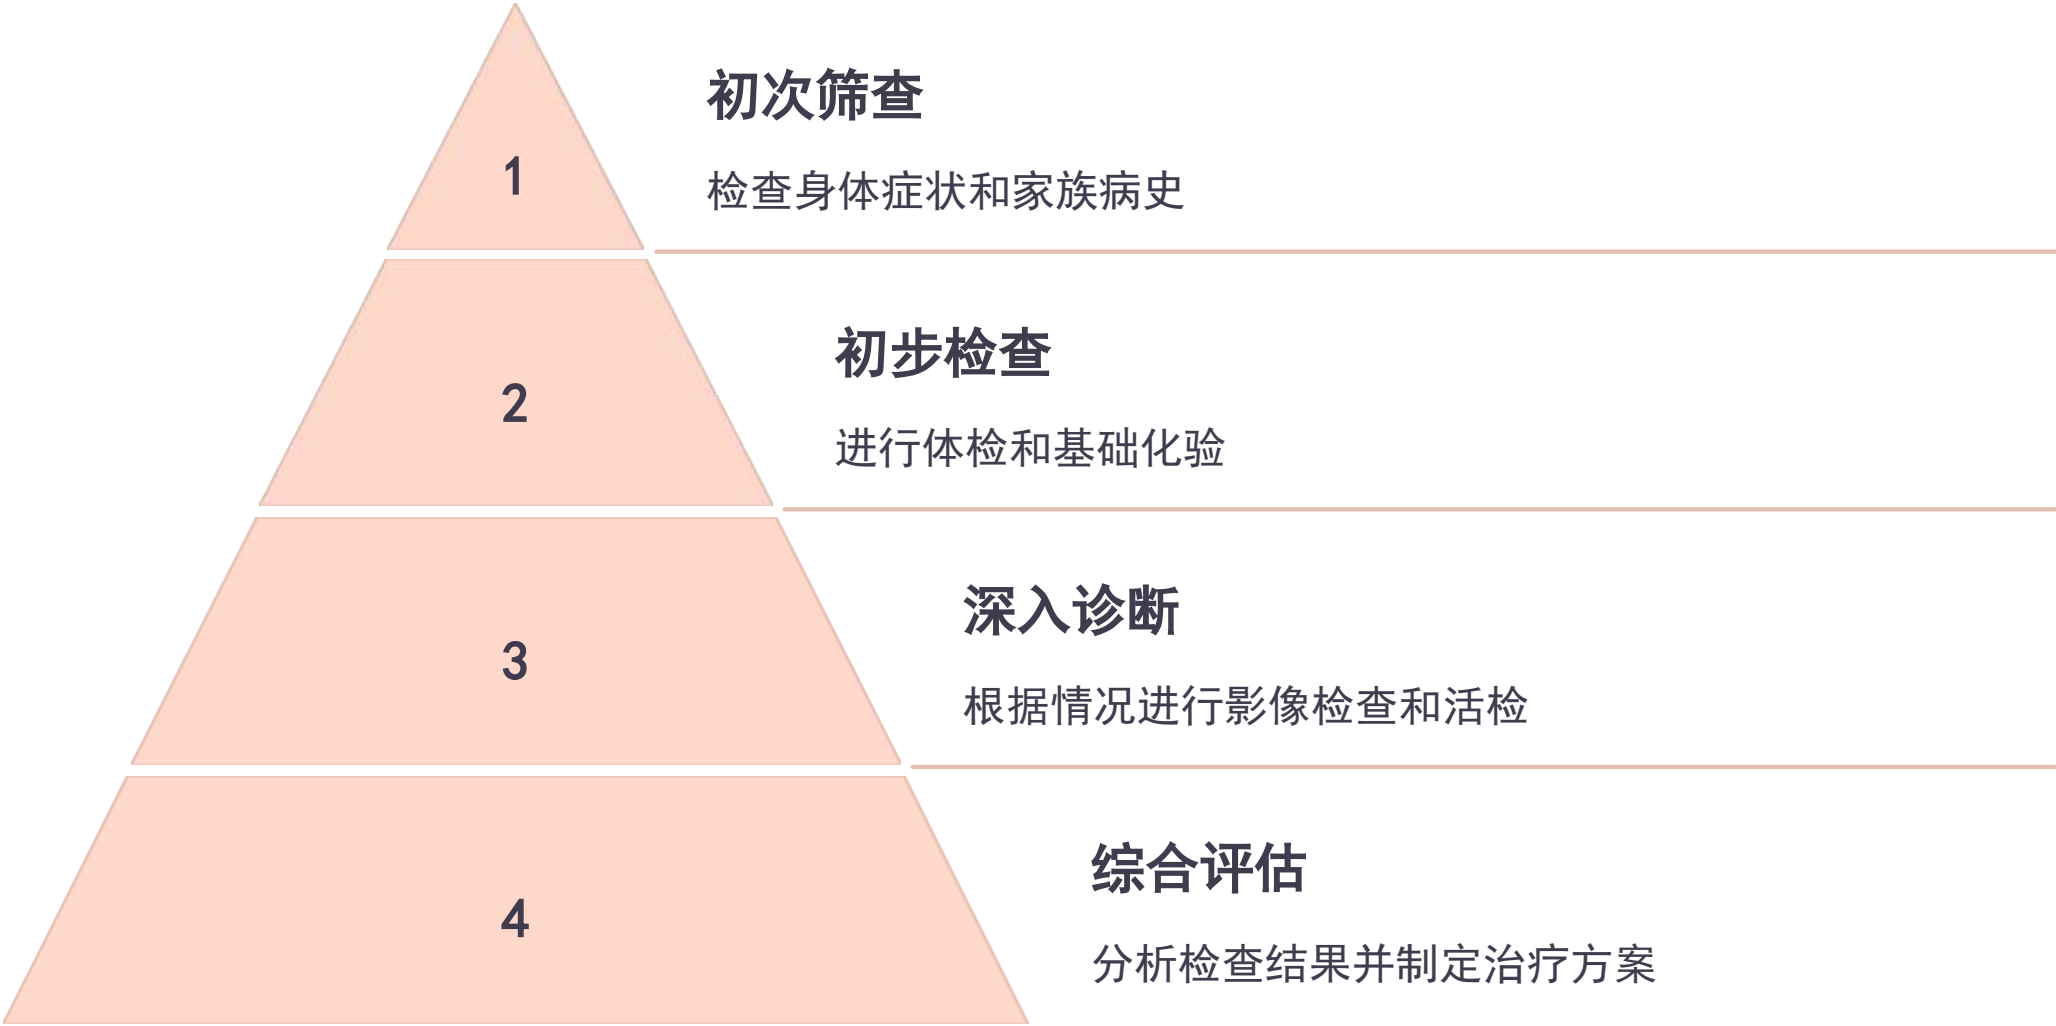 初次筛查
1
检查身体症状和家族病史
初步检查
2
进行体检和基础化验
深入诊断
3
根据情况进行影像检查和活检
综合评估
4
分析检查结果并制定治疗方案